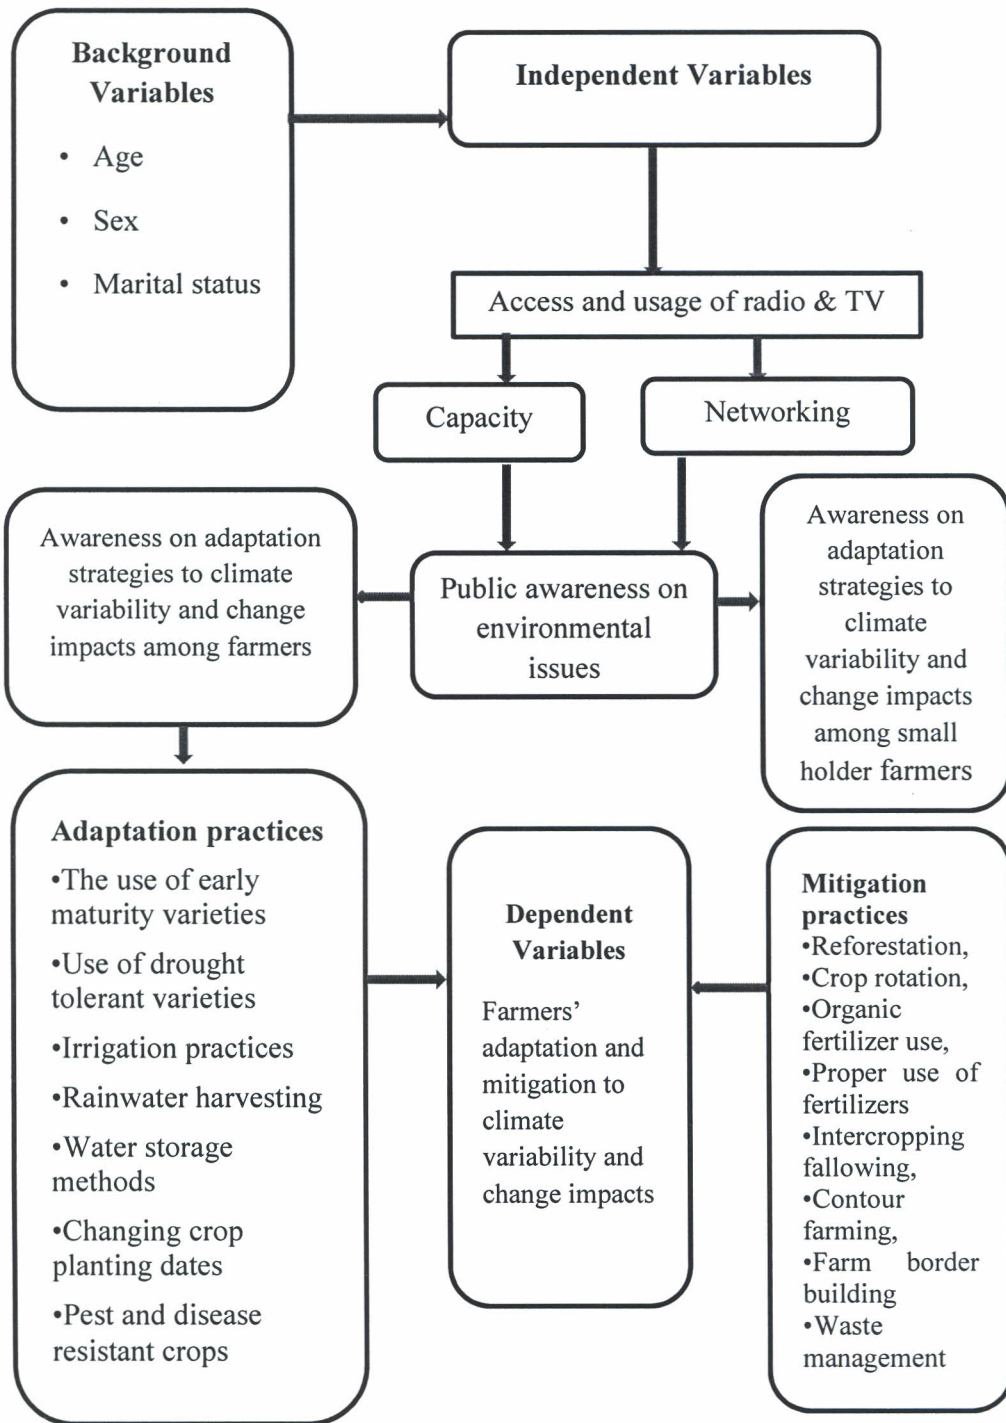 Background
Variables
• Age
• Sex
• Marital status
Independent Variables
Access and usage of radio & TV
Capacity
Networking
Awareness on adaptation
strategies to climate
variability and change
impacts among farmers
Public awareness on
environmental
issues
Awareness on
adaptation
strategies to
climate
variability and
change impacts
among small
holder farmers
Adaptation practices
•The use of early
maturity varieties
•Use of drought
tolerant varieties
•Irrigation practices
•Rainwater harvesting
•Water storage
methods
•Changing crop
planting dates
•Pest and disease
resistant crops
Dependent
Variables
Farmers’
adaptation and
mitigation to
climate
variability and
change impacts
Mitigation
practices
•Reforestation,
•Crop rotation,
•Organic
fertilizer use,
•Proper use of
fertilizers
•Intercropping
fallowing,
•Contour
farming,
•Farm border
building
•Waste
management